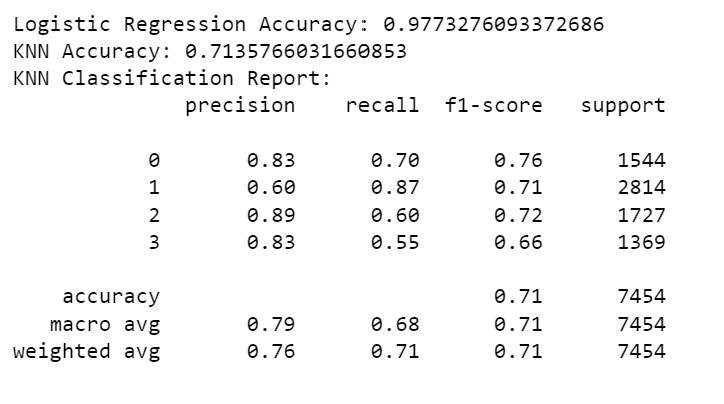 Logistic Regression Accuracy: 0.9773276093372686
KNN Accuracy: 0.7135766031660853
KNN Classification Report:
precision recall f1-score support
0 0.83 0.70 0.76 1544
1 0.60 0.87 0.71 2814
2 0.89 0.60 0.72 1727
3 0.83 0.55 0.66 1369
accuracy 0.71 7454
macro avg 0.79 0.68 0.71 7454
weighted avg 0.76 0.71 0.71 7454